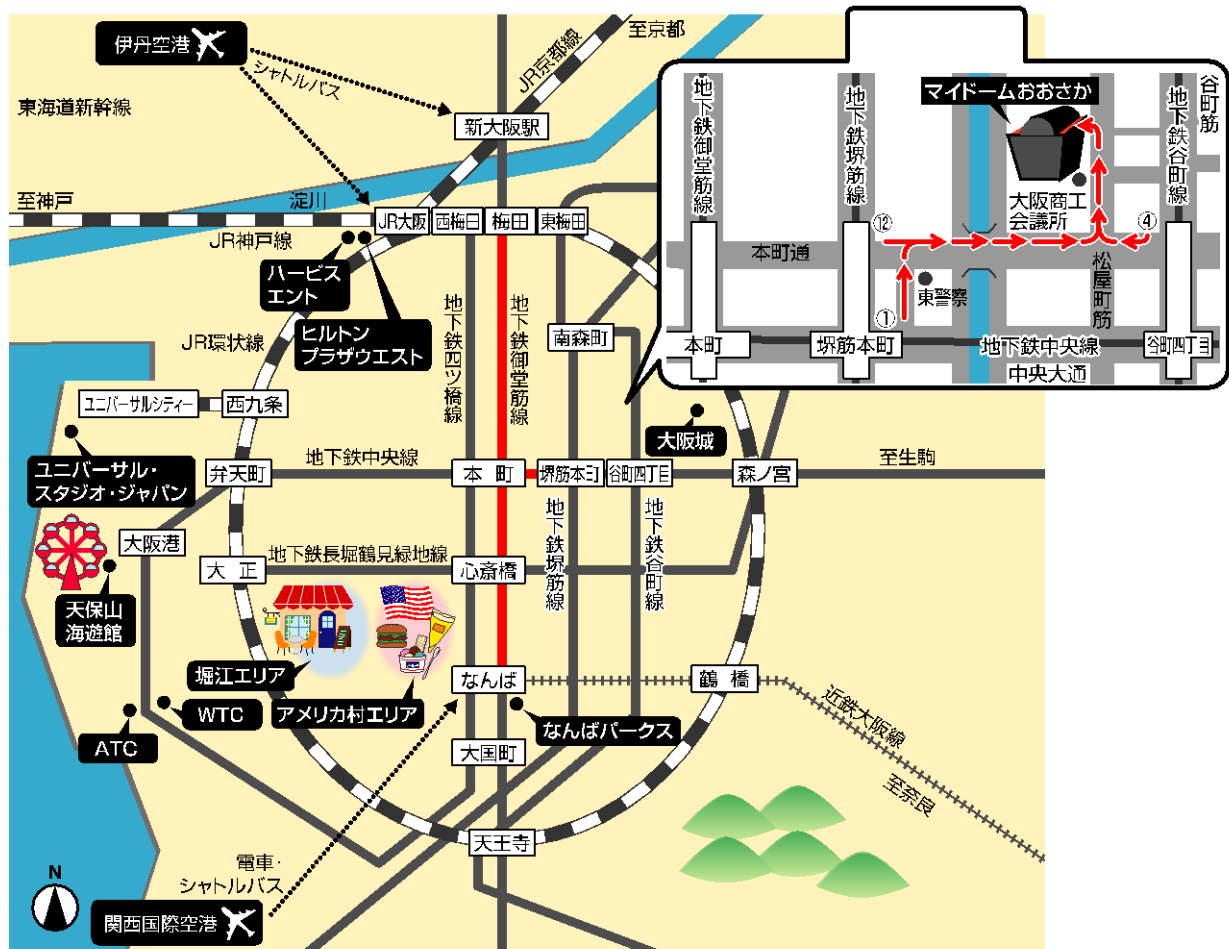 伊丹空港
シャトルバス
JR京都線
至京都
東海道新幹線
新大阪駅
至神戸
淀川
JR神戸線
JR大阪
西梅田
梅田
東梅田
ハービス
エント
ヒルトン
プラザウエスト
JR環状線
地下鉄四ツ橋線
地下鉄御堂筋線
南森町
ユニバーサルシティー
西九条
大阪城
ユニバーサル・
スタジオ・ジャパン
弁天町
地下鉄中央線
本町
堺筋本町
谷町四丁目
森ノ宮
至生駒
大阪港
地下鉄堺筋線
地下鉄谷町線
大正
地下鉄長堀鶴見緑地線
心斎橋
天保山
海遊館
堀江エリア
アメリカ村エリア
なんば
鶴橋
近鉄大阪線
至奈良
WTC
ATC
なんばパークス
大国町
天王寺
電車・
シャトルバス
関西国際空港
N
地下鉄御堂筋線
地下鉄堺筋線
マイドームおおさか
地下鉄谷町線
谷町筋
大阪商工
会議所
⑫
④
本町通
東警察
松屋町筋
①
本町
堺筋本町
地下鉄中央線
谷町四丁目
中央大通